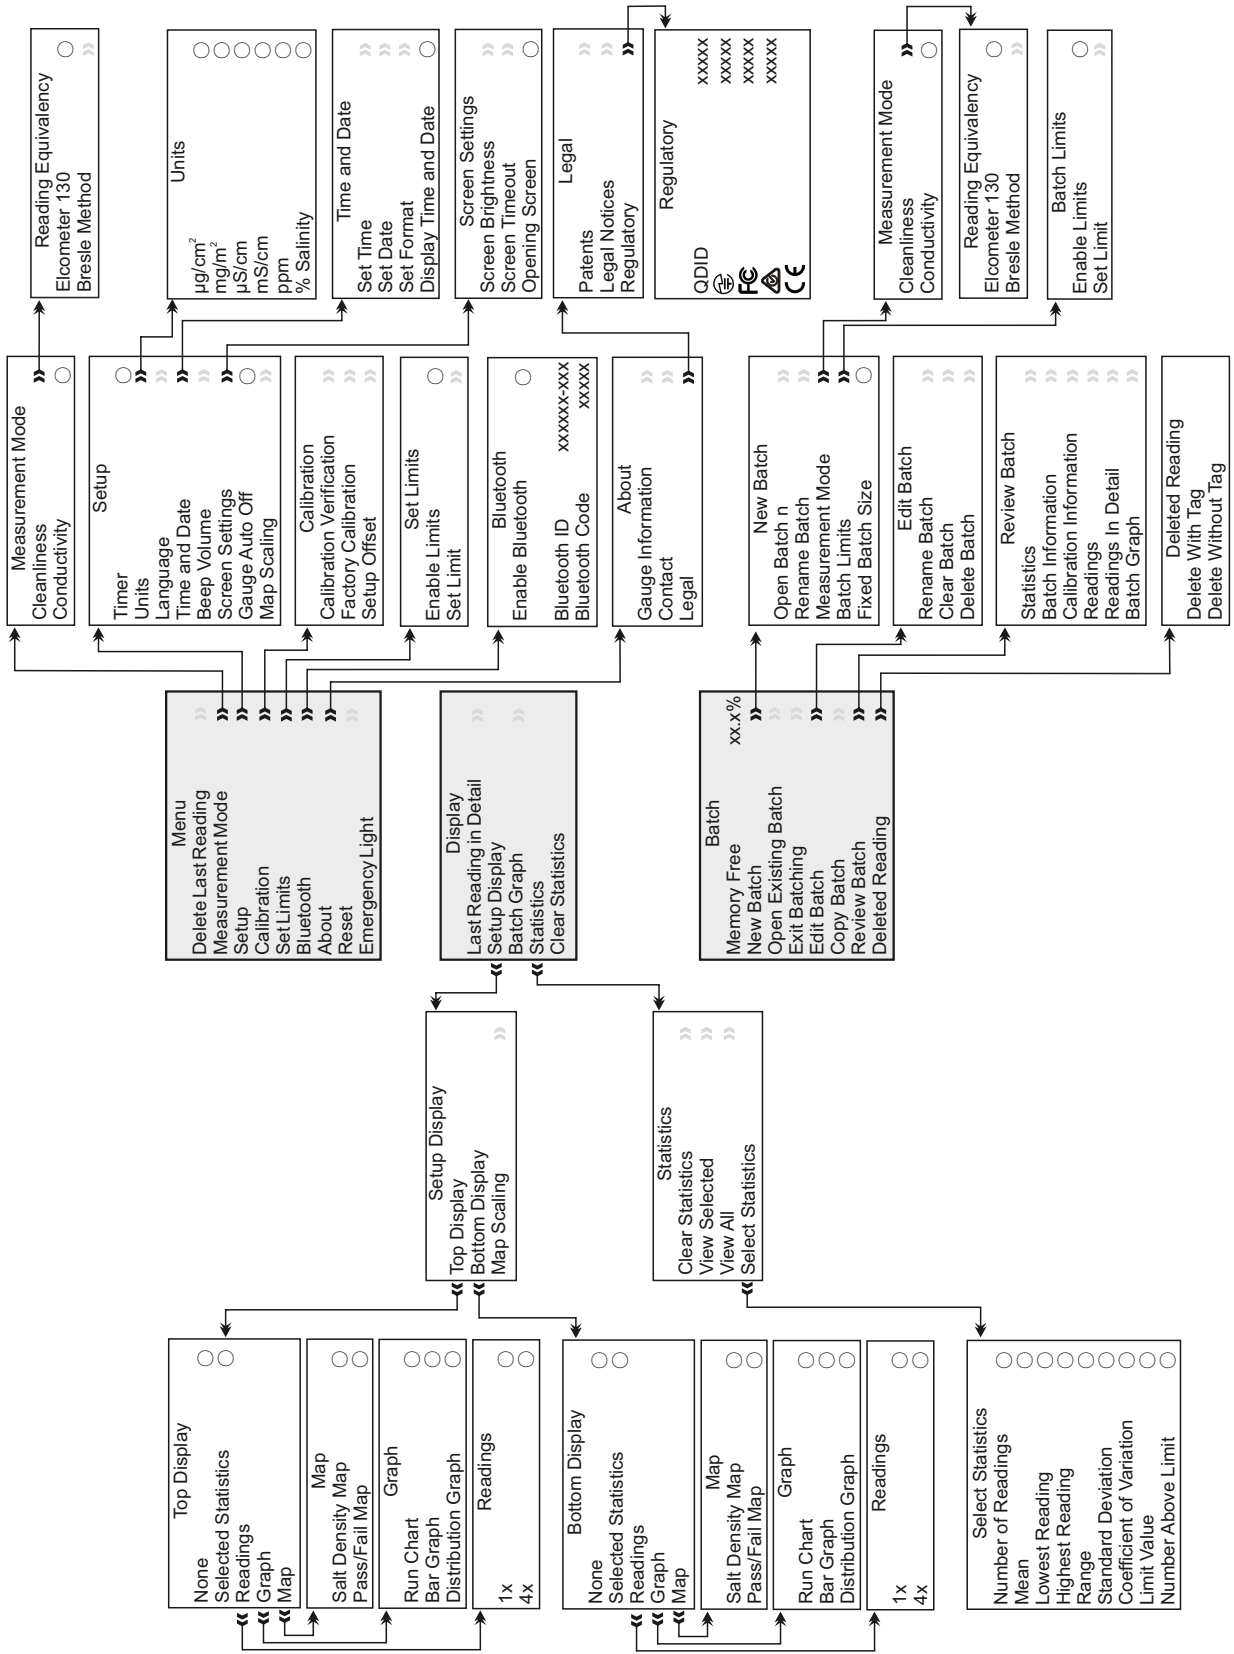 Top Display
None
Selected Statistics
Readings
Graph
Map
Map
Salt Density Map
Pass/Fail Map
Graph
Run Chart
Bar Graph
Distribution Graph
Readings
1x
4x
Bottom Display
None
Selected Statistics
Readings
Graph
Map
Map
Salt Density Map
Pass/Fail Map
Graph
Run Chart
Bar Graph
Distribution Graph
Readings
1x
4x
Select Statistics
Number of Readings
Mean
Lowest Reading
Highest Reading
Range
Standard Deviation
Coefficient of Variation
Limit Value
Number Above Limit
Setup Display
Top Display
Bottom Display
Map Scaling
Statistics
Clear Statistics
View Selected
View All
Select Statistics
Menu
Delete Last Reading
Measurement Mode
Setup
Calibration
Set Limits
Bluetooth
About
Reset
Emergency Light
Display
Last Reading in Detail
Setup Display
Batch Graph
Statistics
Clear Statistics
Batch
Memory Free xx.x%
New Batch
Open Existing Batch
Exit Batching
Edit Batch
Copy Batch
Review Batch
Deleted Reading
Measurement Mode
Cleanliness
Conductivity
Setup
Timer
Units
Language
Time and Date
Beep Volume
Screen Settings
Gauge Auto Off
Map Scaling
Calibration
Calibration Verification
Factory Calibration
Setup Offset
Set Limits
Enable Limits
Set Limit
Bluetooth
Enable Bluetooth
Bluetooth ID xxxxxx-xxx
Bluetooth Code xxxxx
About
Gauge Information
Contact
Legal
New Batch
Open Batch n
Rename Batch
Measurement Mode
Batch Limits
Fixed Batch Size
Edit Batch
Rename Batch
Clear Batch
Delete Batch
Review Batch
Statistics
Batch Information
Calibration Information
Readings
Readings In Detail
Batch Graph
Deleted Reading
Delete With Tag
Delete Without Tag
Reading Equivalency
Elcometer 130
Bresle Method
Units
µg/cm²
mg/m²
µS/cm
mS/cm
ppm
% Salinity
Time and Date
Set Time
Set Date
Set Format
Display Time and Date
Screen Settings
Screen Brightness
Screen Timeout
Opening Screen
Legal
Patents
Legal Notices
Regulatory
Regulatory
QDID xxxxx
xxxxx
FC xxxxx
xxxxx
CE
Measurement Mode
Cleanliness
Conductivity
Reading Equivalency
Elcometer 130
Bresle Method
Batch Limits
Enable Limits
Set Limit